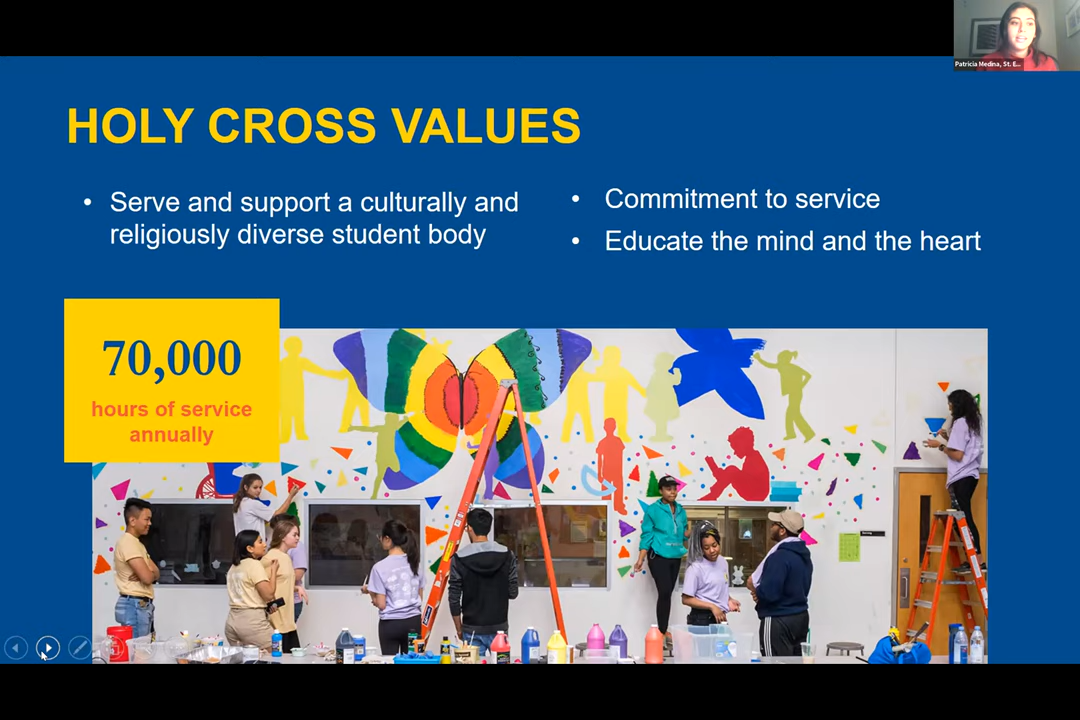 Patricia Medina, St. E...
HOLY CROSS VALUES
• Serve and support a culturally and
religiously diverse student body
• Commitment to service
• Educate the mind and the heart
70,000
hours of service
annually